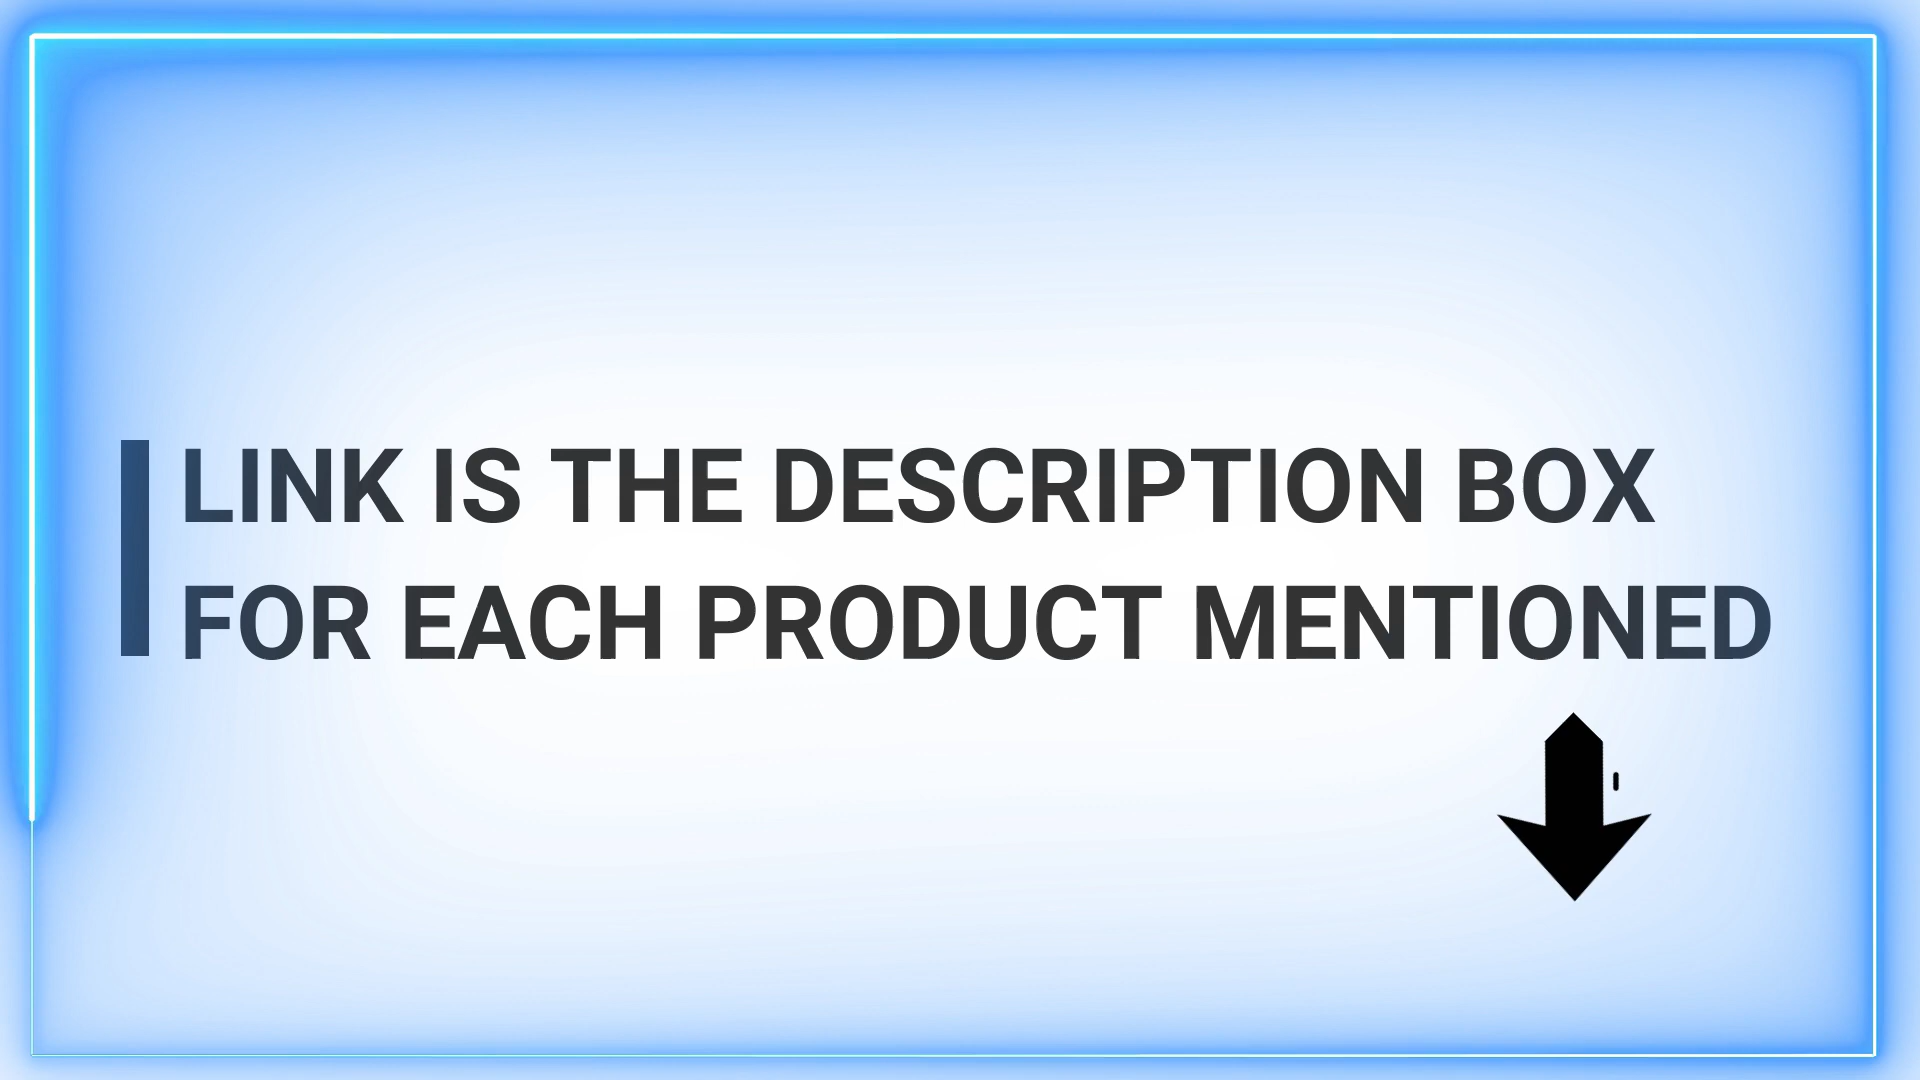 LINK IS THE DESCRIPTION BOX
FOR EACH PRODUCT MENTIONED